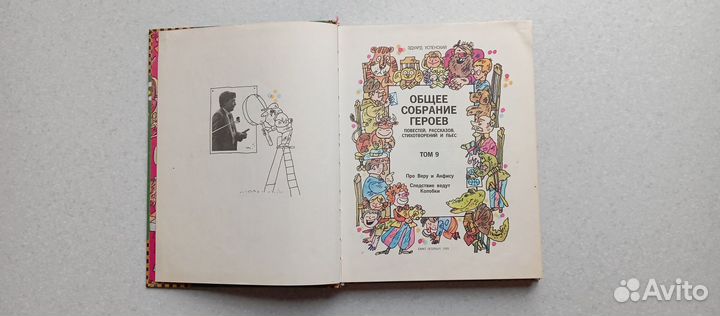 ЭДУАРД УСПЕНСКИЙ
ОБЩЕЕ
СОБРАНИЕ
ГЕРОЕВ
ПОВЕСТЕЙ, РАССКАЗОВ,
СТИХОТВОРЕНИЙ И ПЬЕС
ТОМ 9
Про Веру и Анфису
Следствие ведут
Колобки
Avito